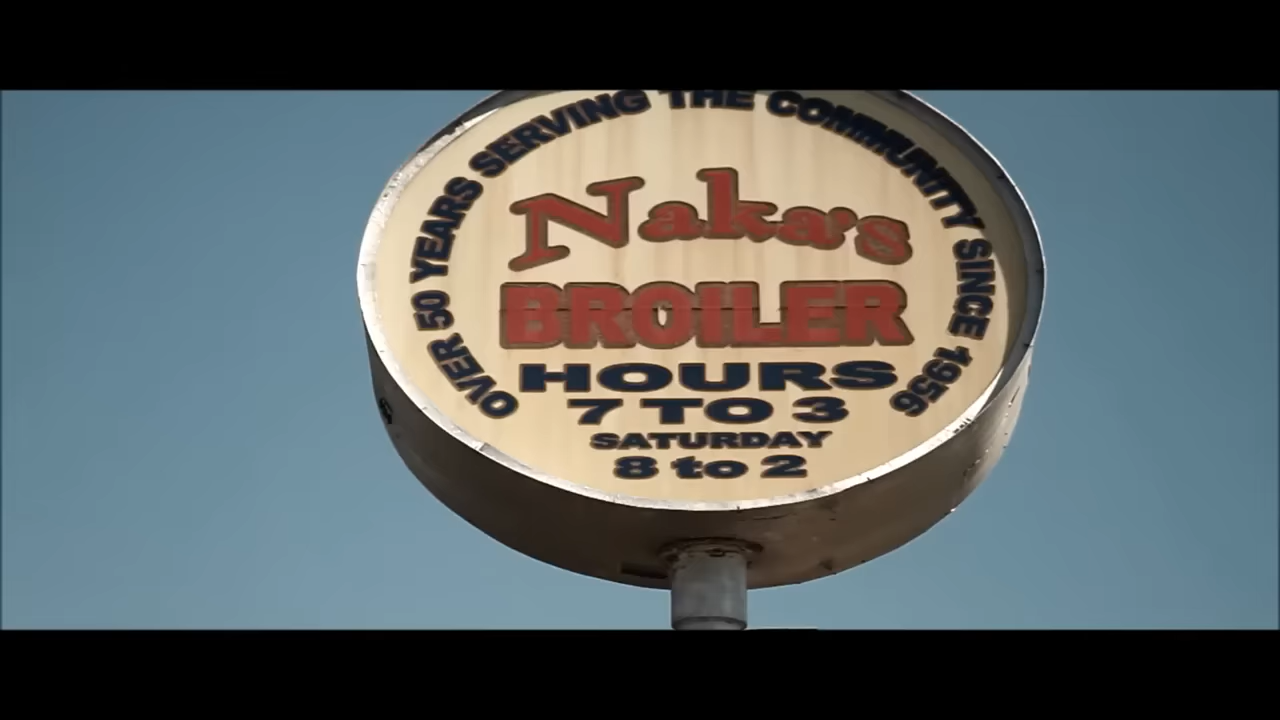 OVER 50 YEARS SERVING THE COMMUNITY SINCE 1956
Naka's
BROILER
HOURS
7 TO 3
SATURDAY
8 to 2